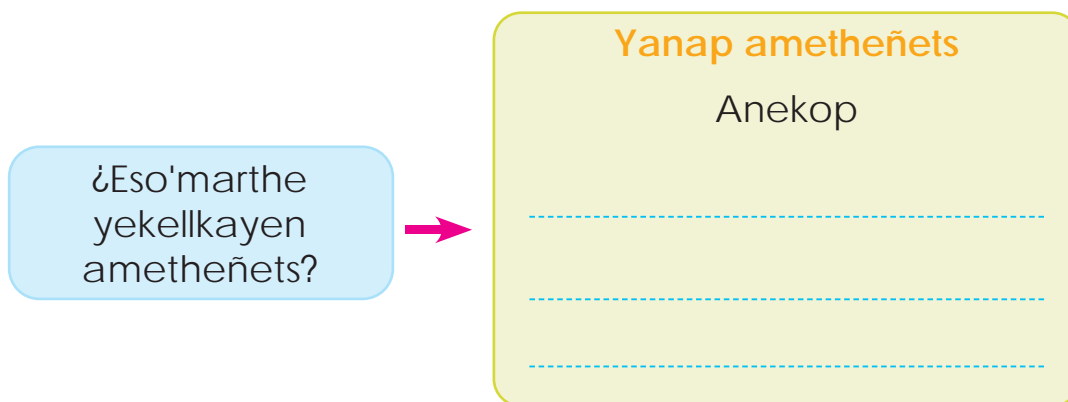 ¿Eso'marthe
yekellkayen
ametheñets?
Yanap ametheñets
Anekop